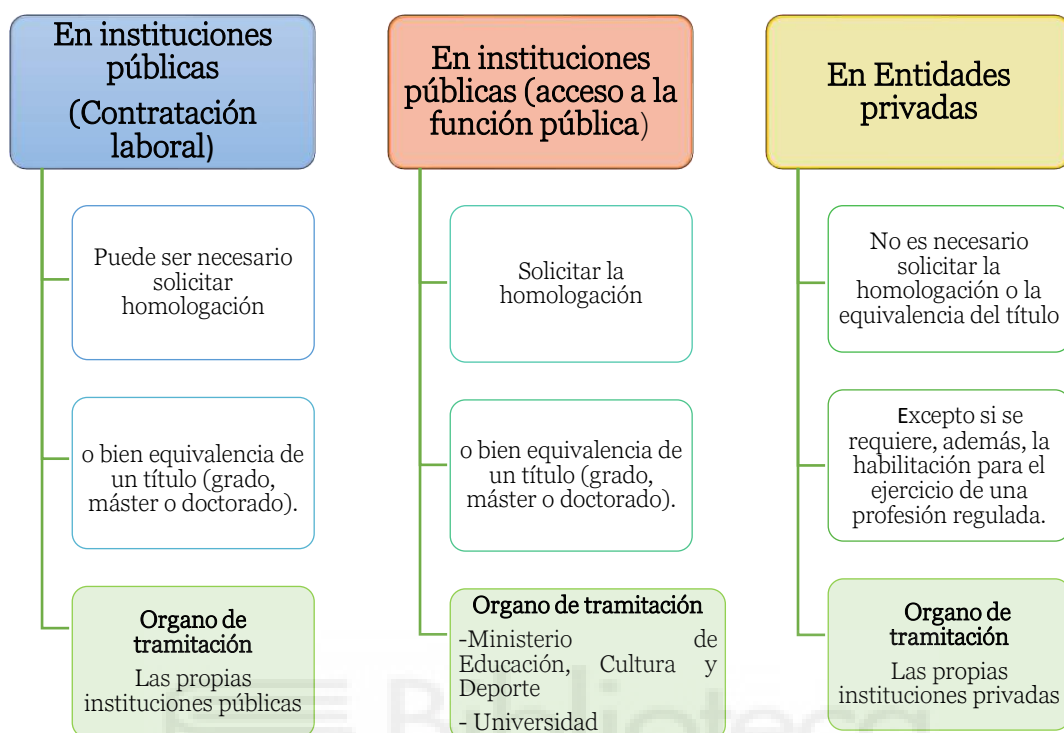 En instituciones
públicas
(Contratación
laboral)
Puede ser necesario
solicitar
homologación
o bien equivalencia de
un título (grado,
máster o doctorado).
Organo de
tramitación
Las propias
instituciones públicas
En instituciones
públicas (acceso a la
función pública)
Solicitar la
homologación
o bien equivalencia de
un título (grado,
máster o doctorado).
Organo de tramitación
-Ministerio de
Educación, Cultura y
Deporte
- Universidad
En Entidades
privadas
No es necesario
solicitar la
homologación o la
equivalencia del título
Excepto si se
requiere, además, la
habilitación para el
ejercicio de una
profesión regulada.
Organo de
tramitación
Las propias
instituciones privadas
Biblioteca